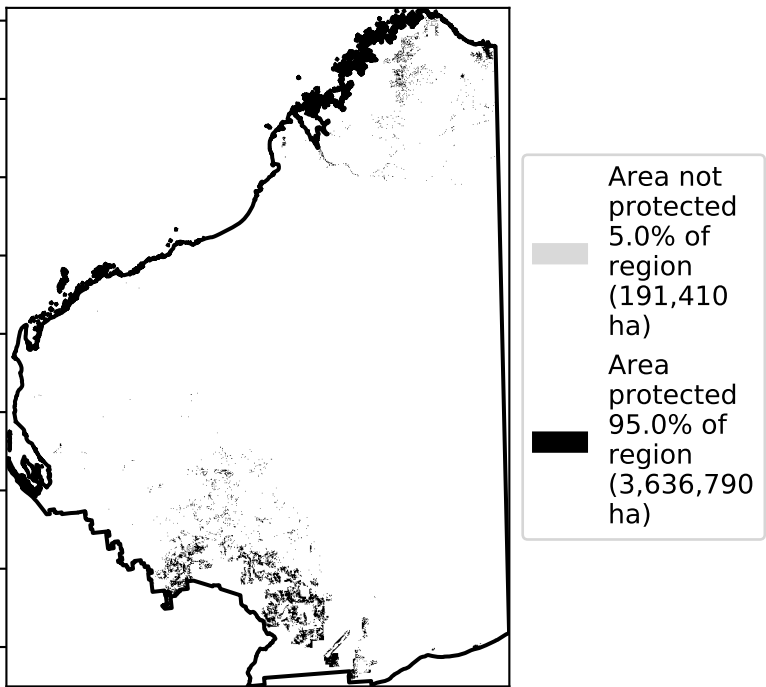 Area not
protected
5.0% of
region
(191,410
ha)
Area
protected
95.0% of
region
(3,636,790
ha)